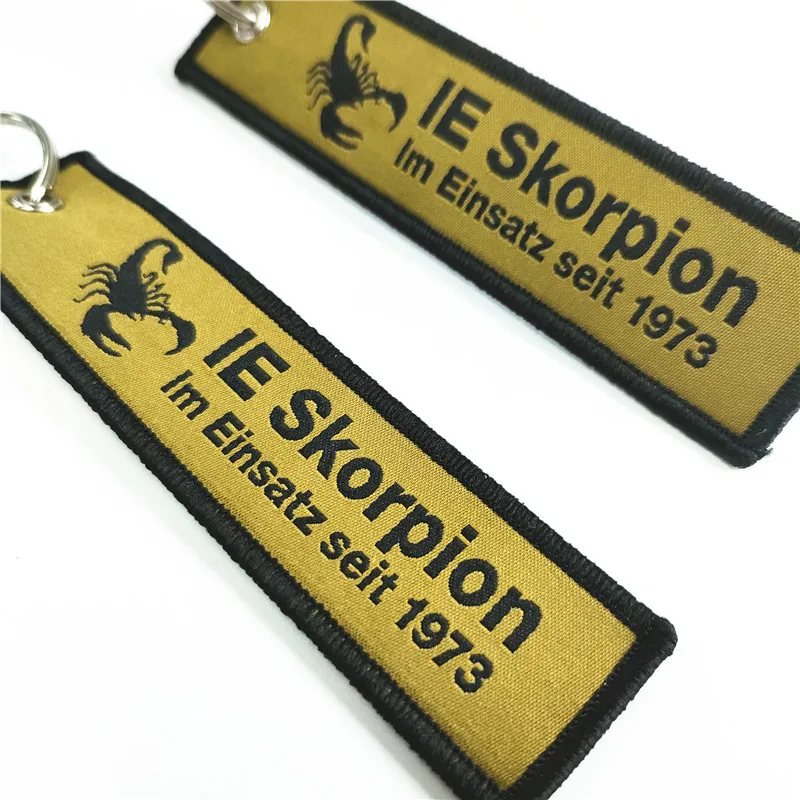 IE Skorpion
Im Einsatz seit 1973
IE Skorpion
Im Einsatz seit 1973